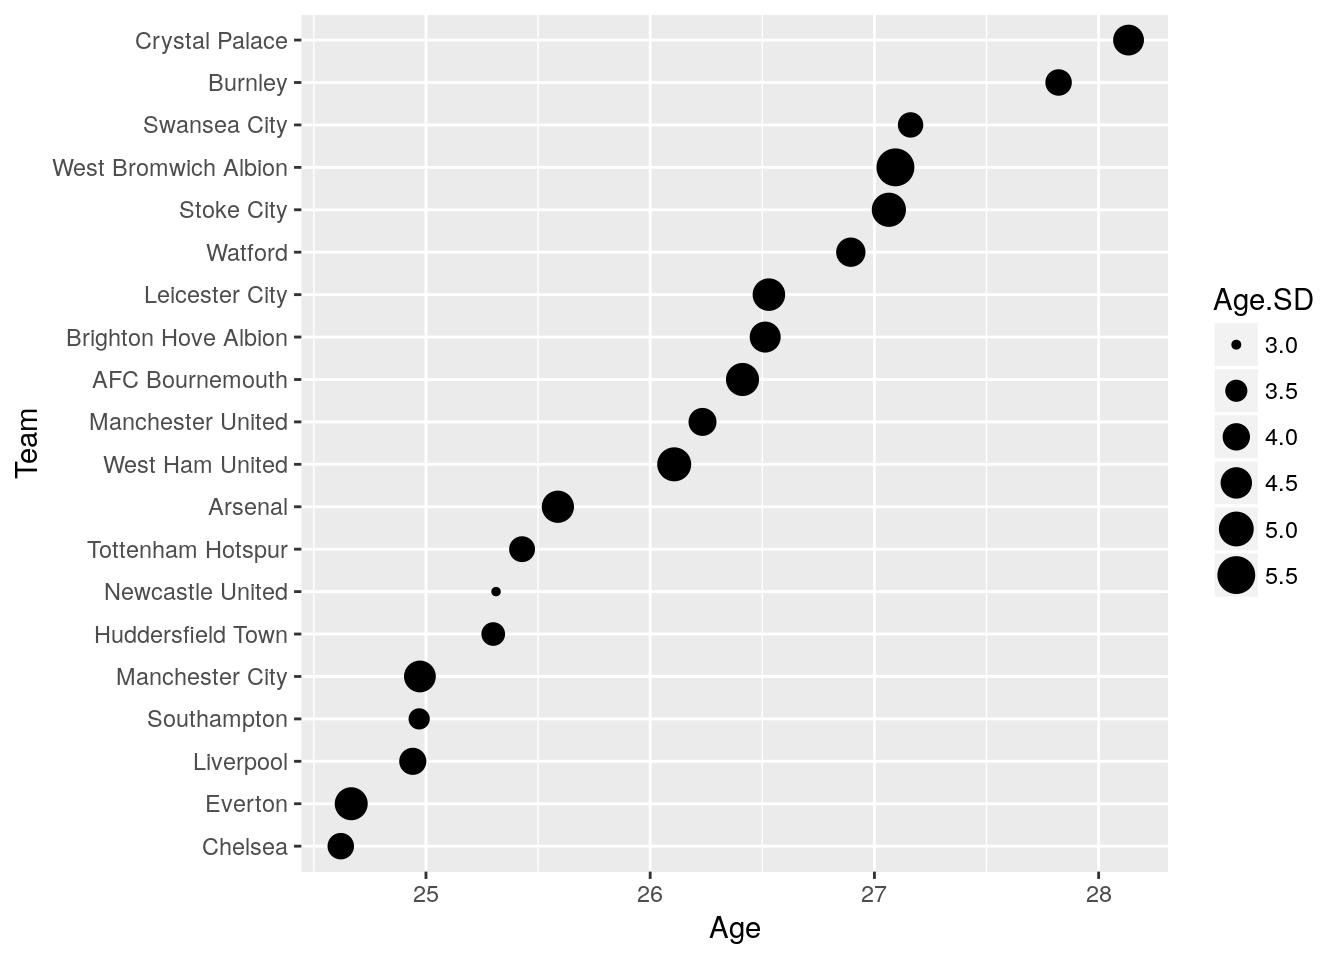 Crystal Palace
Burnley
Swansea City
West Bromwich Albion
Stoke City
Watford
Leicester City
Brighton Hove Albion
AFC Bournemouth
Manchester United
West Ham United
Arsenal
Tottenham Hotspur
Newcastle United
Huddersfield Town
Manchester City
Southampton
Liverpool
Everton
Chelsea
Team
25 26 27 28
Age
Age.SD
3.0
3.5
4.0
4.5
5.0
5.5